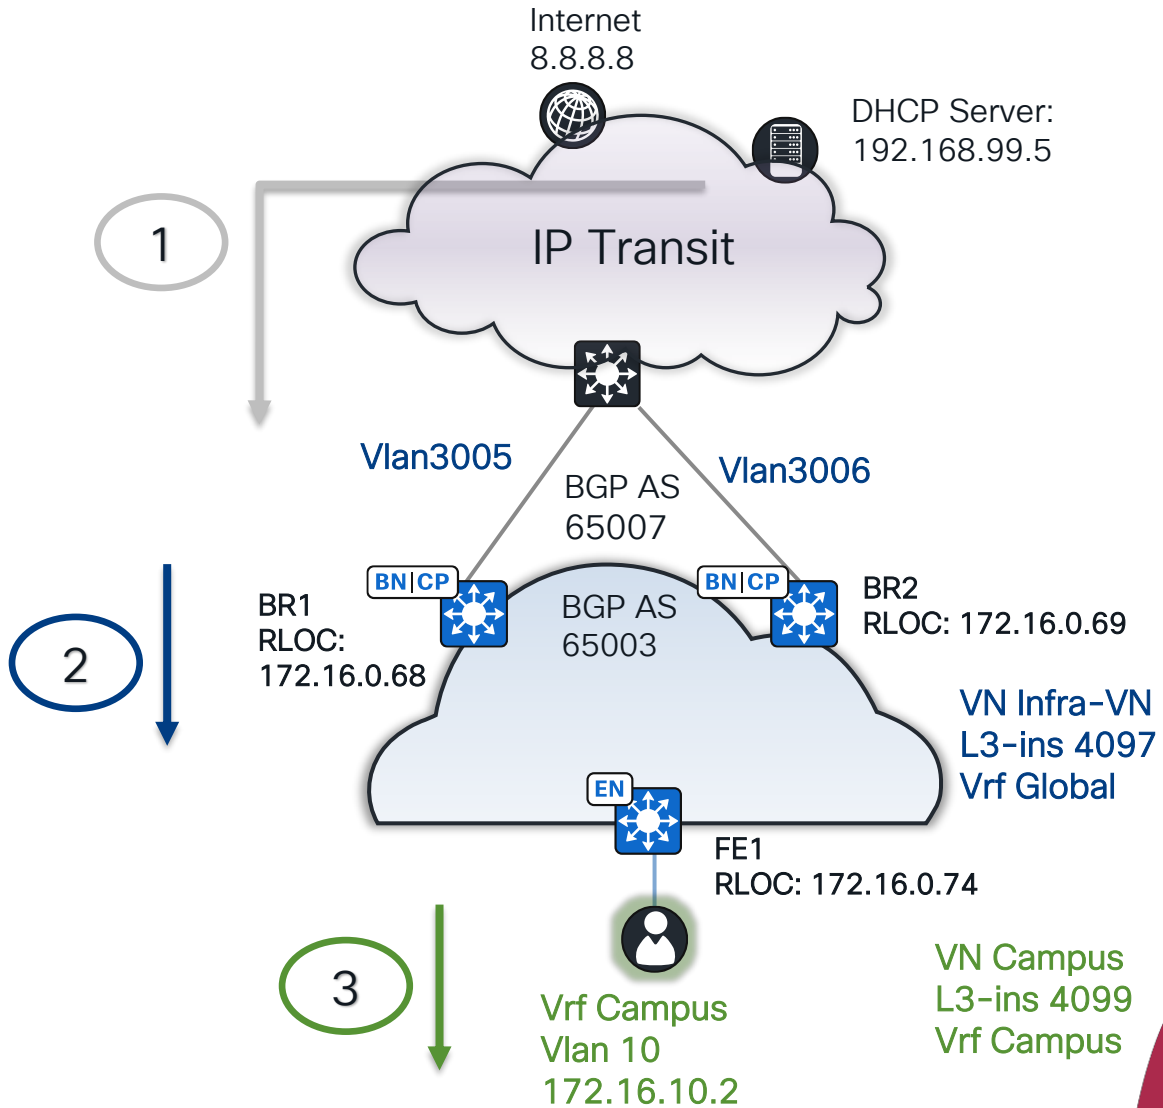 Internet
8.8.8.8
DHCP Server:
192.168.99.5
1
IP Transit
Vlan3005
Vlan3006
BGP AS
65007
BN|CP
BN|CP
BR1
RLOC:
172.16.0.68
BGP AS
65003
BR2
RLOC: 172.16.0.69
2
VN Infra-VN
L3-ins 4097
Vrf Global
EN
FE1
RLOC: 172.16.0.74
3
Vrf Campus
Vlan 10
172.16.10.2
VN Campus
L3-ins 4099
Vrf Campus